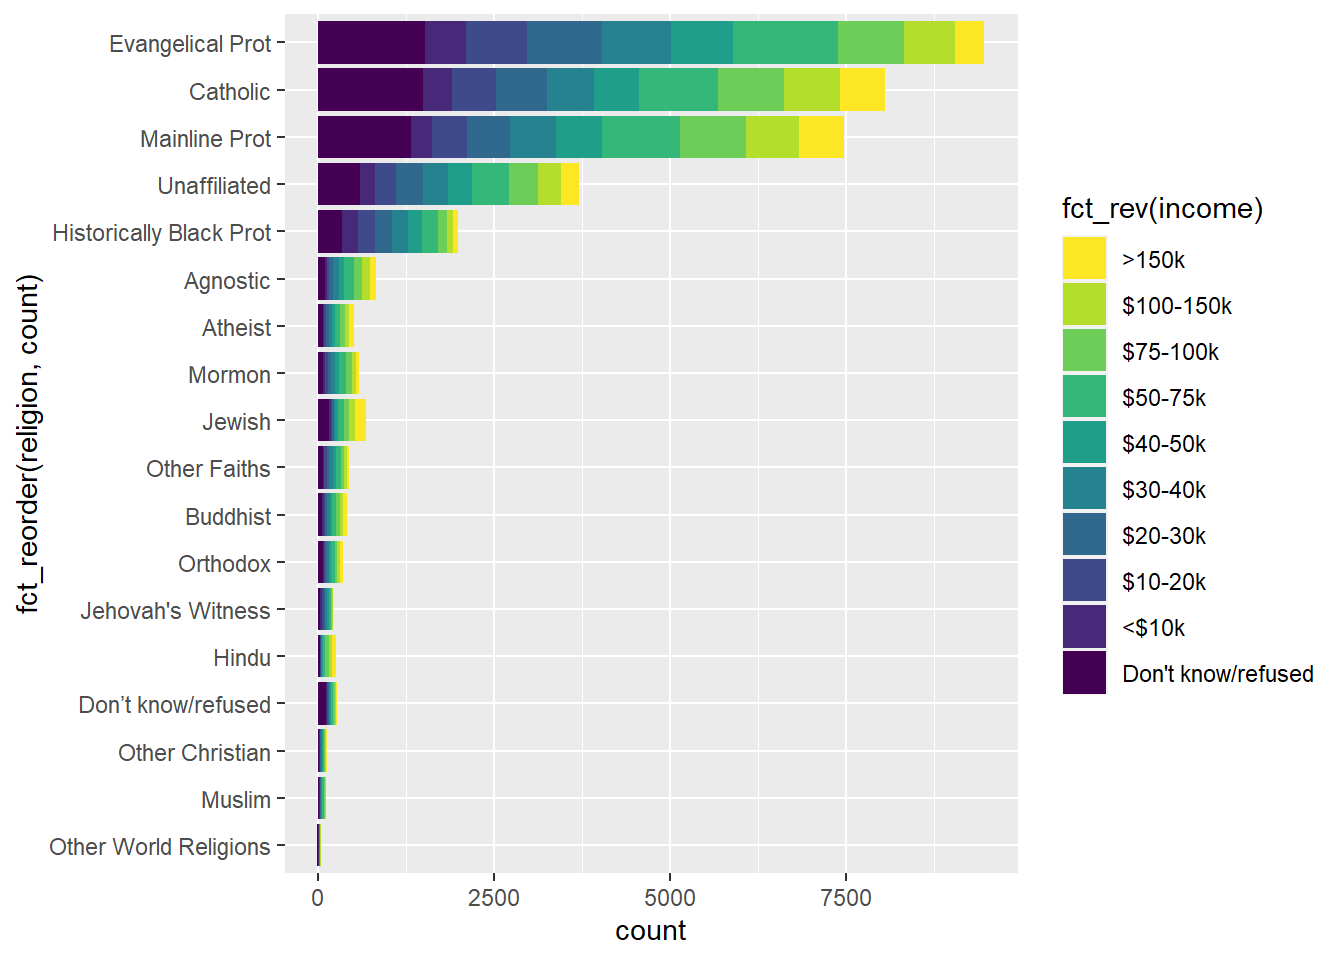 Evangelical Prot
Catholic
Mainline Prot
Unaffiliated
Historically Black Prot
Agnostic
Atheist
Mormon
Jewish
Other Faiths
Buddhist
Orthodox
Jehovah's Witness
Hindu
Don’t know/refused
Other Christian
Muslim
Other World Religions
fct_reorder(religion, count)
0 2500 5000 7500
count
fct_rev(income)
>150k
$100-150k
$75-100k
$50-75k
$40-50k
$30-40k
$20-30k
$10-20k
<$10k
Don't know/refused